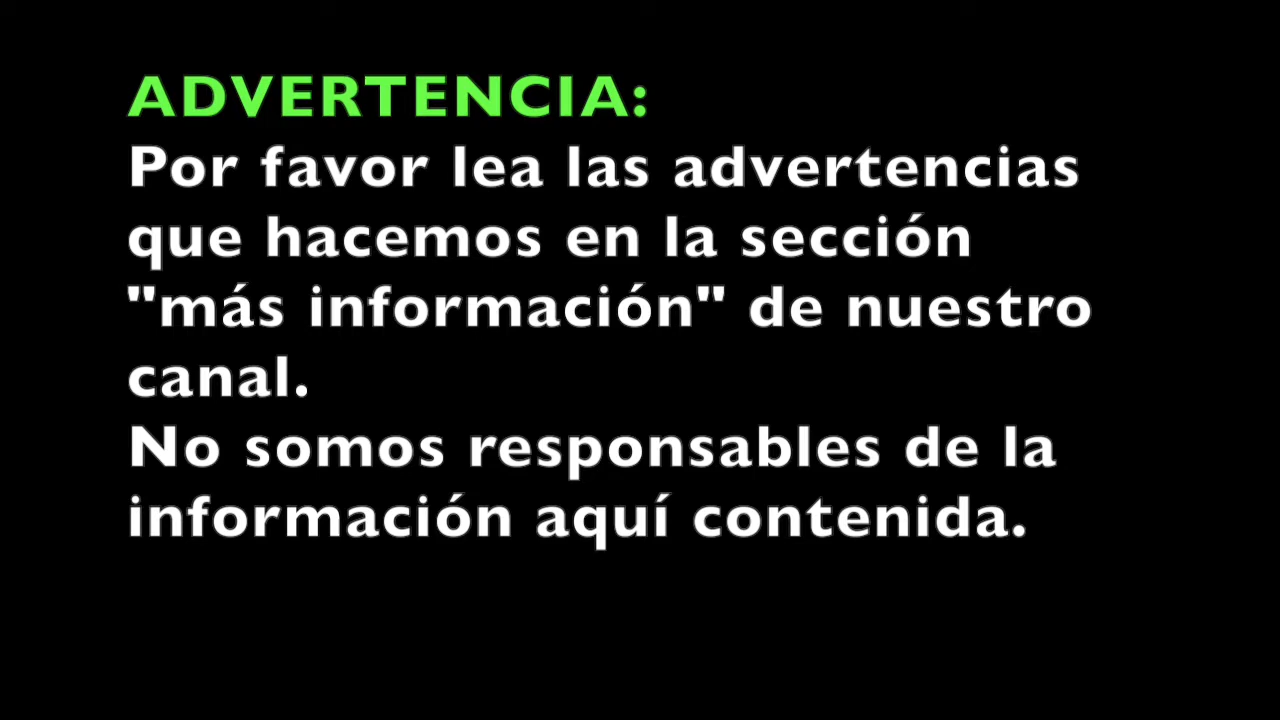 ADVERTENCIA:
Por favor lea las advertencias
que hacemos en la sección
"más información" de nuestro
canal.
No somos responsables de la
información aquí contenida.